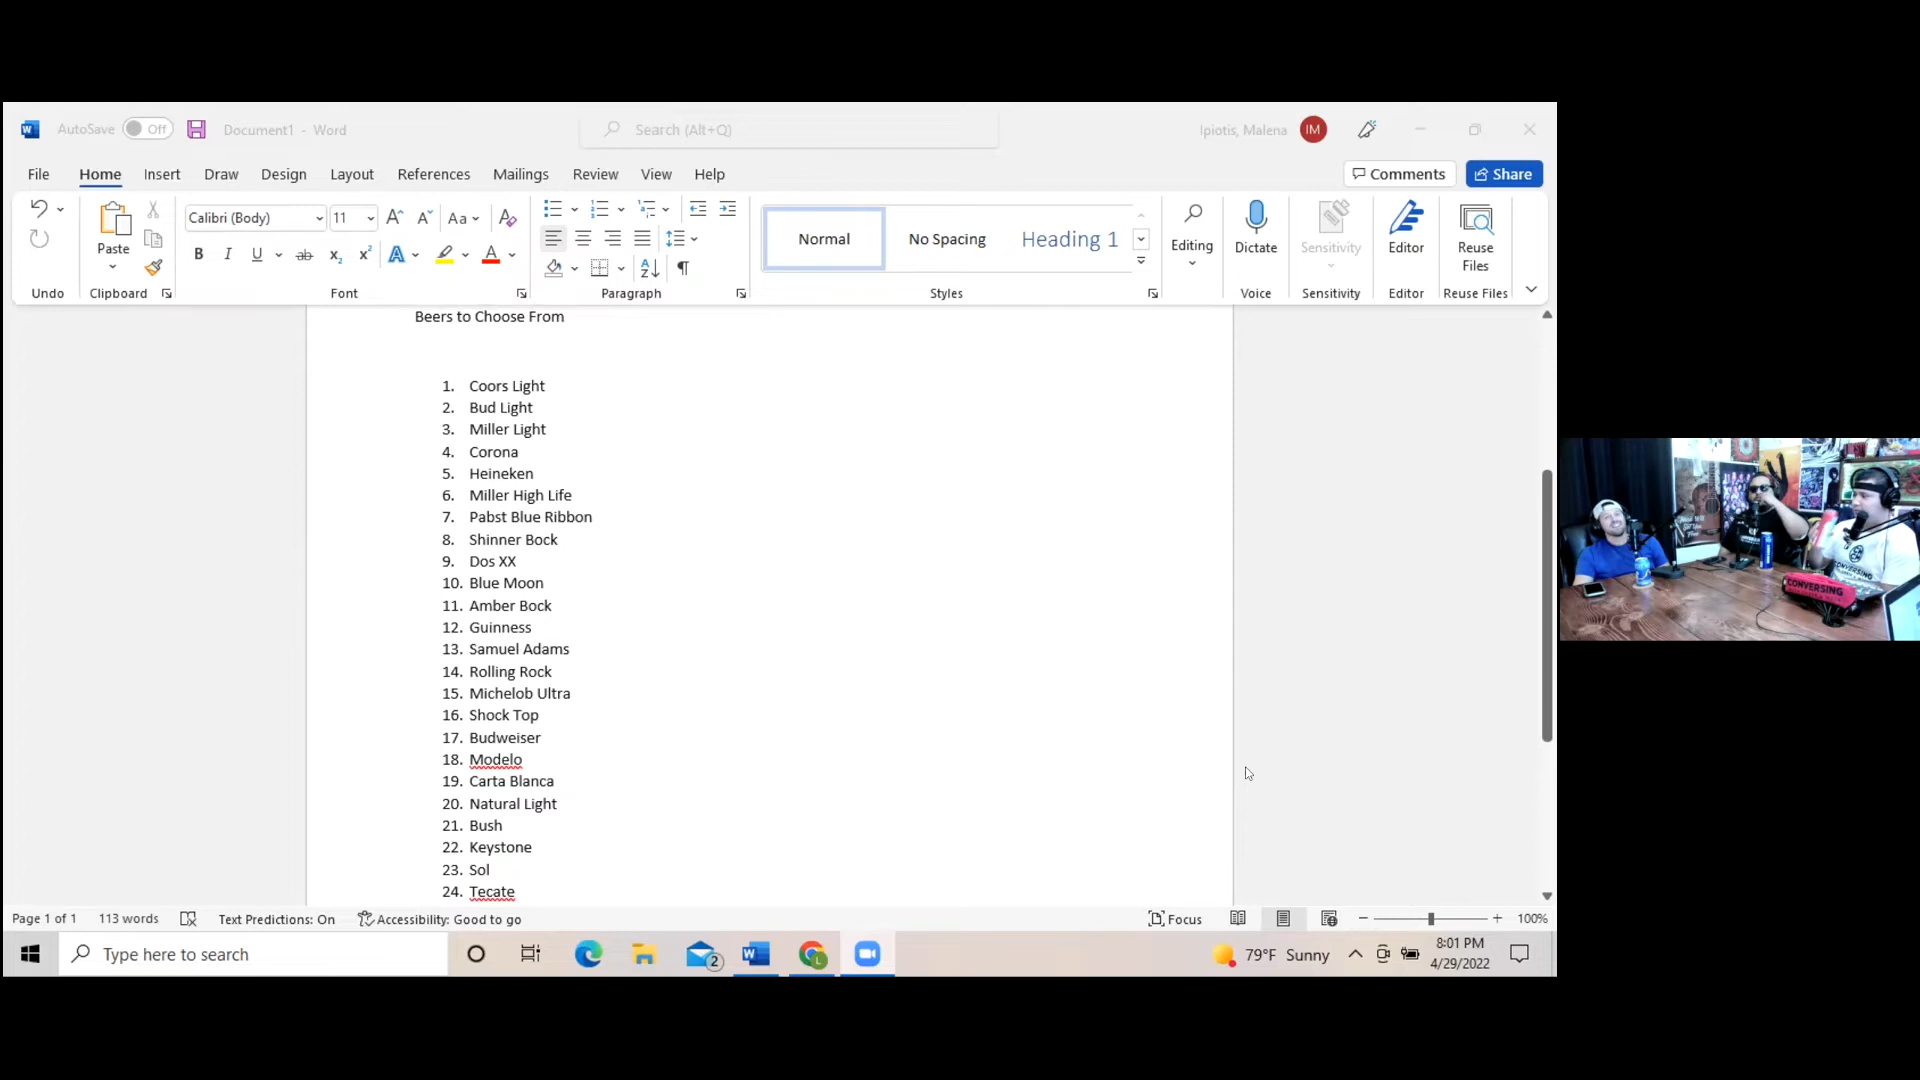 AutoSave Off Document1 - Word Search (Alt+Q) Ipiotis, Malena IM
File Home Insert Draw Design Layout References Mailings Review View Help Comments Share
Calibri (Body) 11 Aa
Paste Normal No Spacing Heading 1 Editing Dictate Sensitivity Editor Reuse Files
Undo Clipboard Font Paragraph Styles Voice Sensitivity Editor Reuse Files
Beers to Choose From
1. Coors Light
2. Bud Light
3. Miller Light
4. Corona
5. Heineken
6. Miller High Life
7. Pabst Blue Ribbon
8. Shinner Bock
9. Dos XX
10. Blue Moon
11. Amber Bock
12. Guinness
13. Samuel Adams
14. Rolling Rock
15. Michelob Ultra
16. Shock Top
17. Budweiser
18. Modelo
19. Carta Blanca
20. Natural Light
21. Bush
22. Keystone
23. Sol
24. Tecate
CONVERSING
CONVERSING
Page 1 of 1 113 words Text Predictions: On Accessibility: Good to go Focus 100%
Type here to search 2 79°F Sunny 8:01 PM
4/29/2022